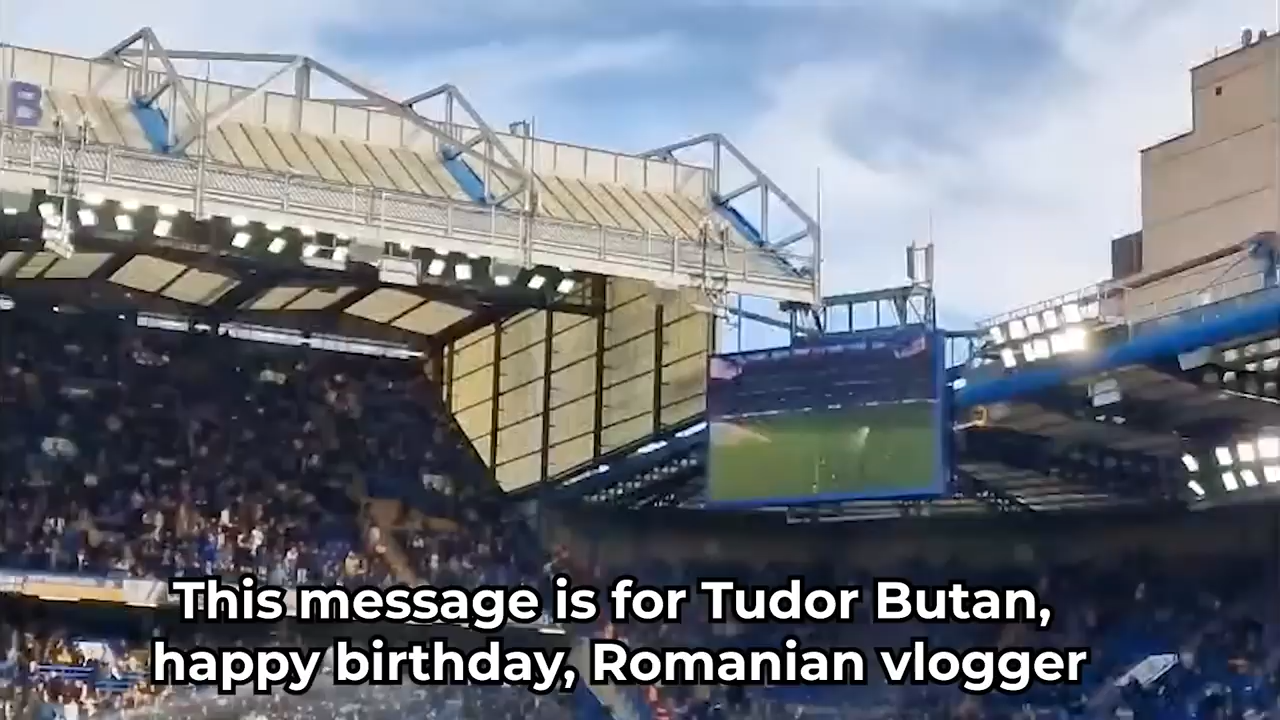 B
This message is for Tudor Butan,
happy birthday, Romanian vlogger